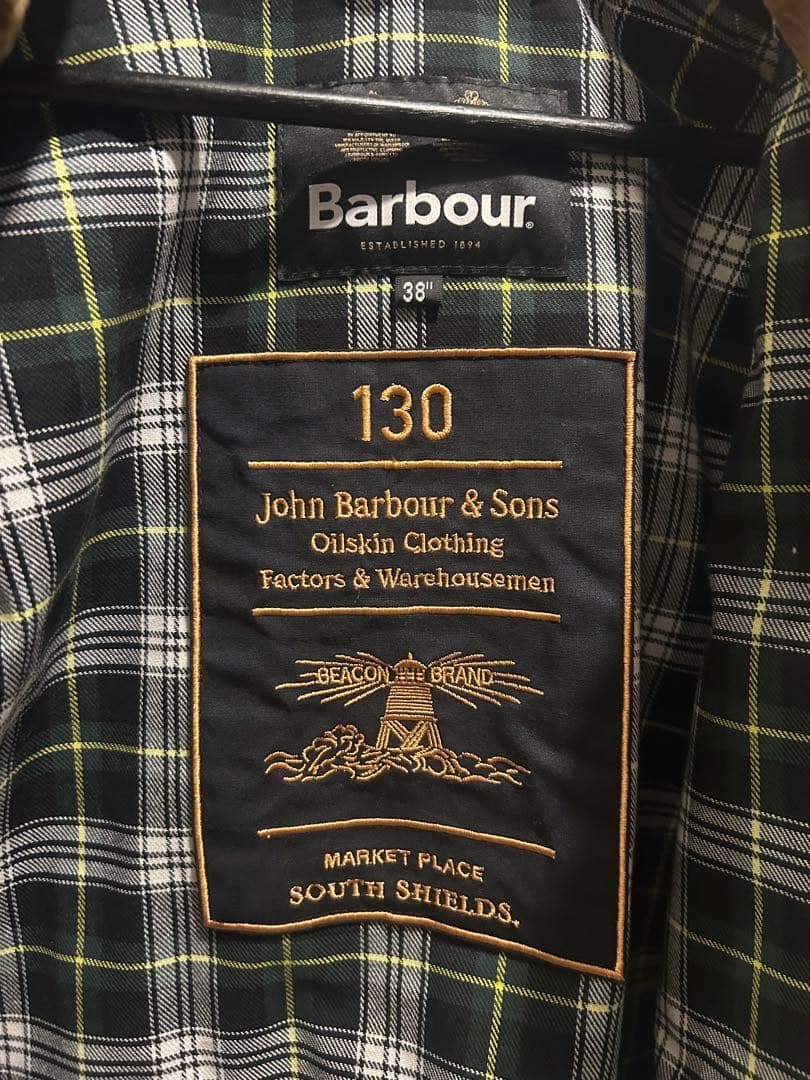 Barbour®
ESTABLISHED 1894
38"
130
John Barbour & Sons
Oilskin Clothing
Factors & Warehousemen
BEACON BRAND
MARKET PLACE
SOUTH SHIELDS.